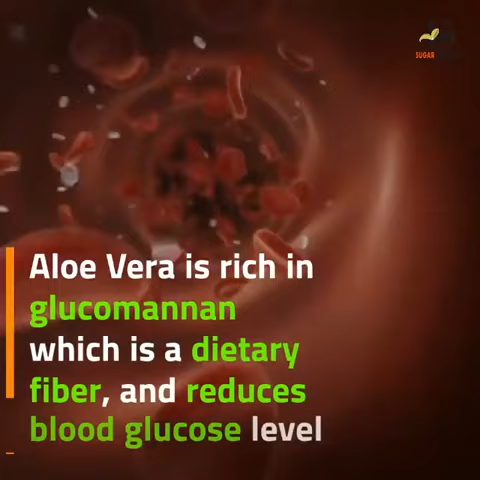 SUGAR
Aloe Vera is rich in
glucomannan
which is a dietary
fiber, and reduces
blood glucose level